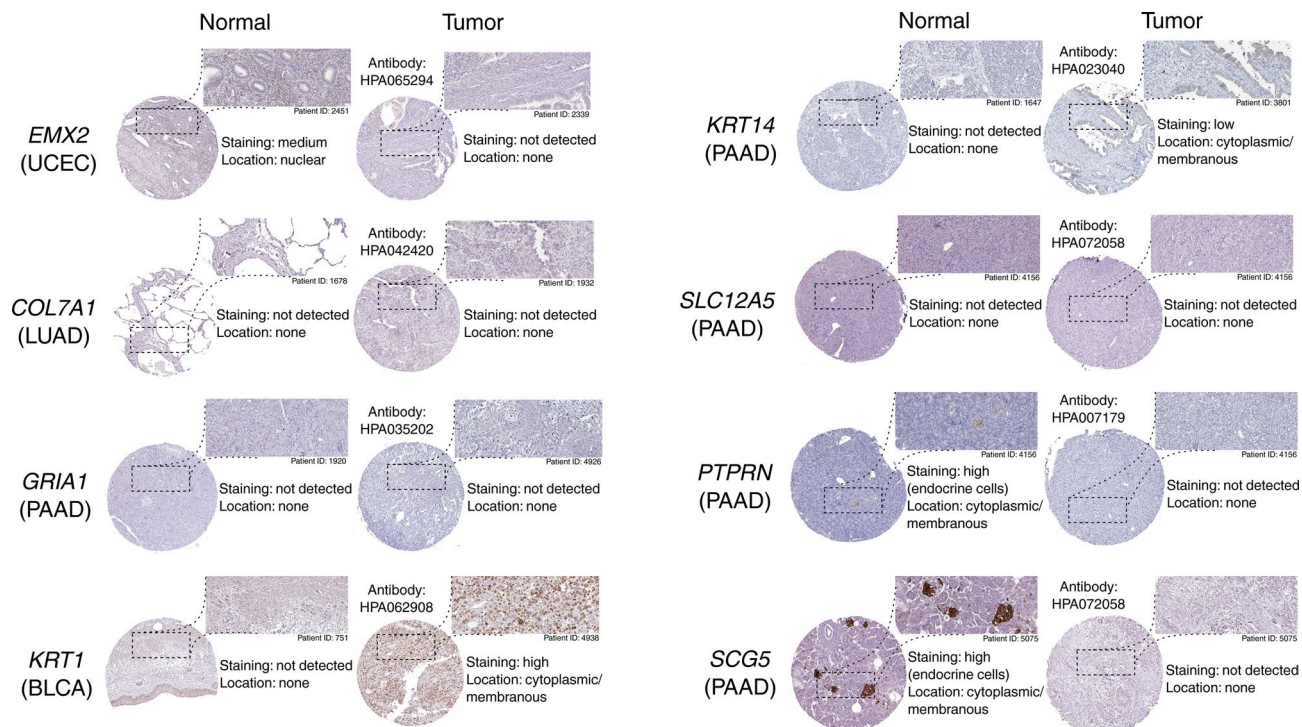 Normal
Tumor
EMX2
(UCEC)
Patient ID: 2451
Staining: medium
Location: nuclear
Antibody:
HPA065294
Patient ID: 2339
Staining: not detected
Location: none
COL7A1
(LUAD)
Patient ID: 1678
Staining: not detected
Location: none
Antibody:
HPA042420
Patient ID: 1932
Staining: not detected
Location: none
GRIA1
(PAAD)
Patient ID: 1920
Staining: not detected
Location: none
Antibody:
HPA035202
Patient ID: 4926
Staining: not detected
Location: none
KRT1
(BLCA)
Patient ID: 751
Staining: not detected
Location: none
Antibody:
HPA062908
Patient ID: 4938
Staining: high
Location: cytoplasmic/
membranous
Normal
Tumor
KRT14
(PAAD)
Patient ID: 1647
Staining: not detected
Location: none
Antibody:
HPA023040
Patient ID: 3801
Staining: low
Location: cytoplasmic/
membranous
SLC12A5
(PAAD)
Patient ID: 4156
Staining: not detected
Location: none
Antibody:
HPA072058
Patient ID: 4156
Staining: not detected
Location: none
PTPRN
(PAAD)
Patient ID: 4156
Staining: high
(endocrine cells)
Location: cytoplasmic/
membranous
Antibody:
HPA007179
Patient ID: 4156
Staining: not detected
Location: none
SCG5
(PAAD)
Patient ID: 5075
Staining: high
(endocrine cells)
Location: cytoplasmic/
membranous
Antibody:
HPA072058
Patient ID: 5075
Staining: not detected
Location: none